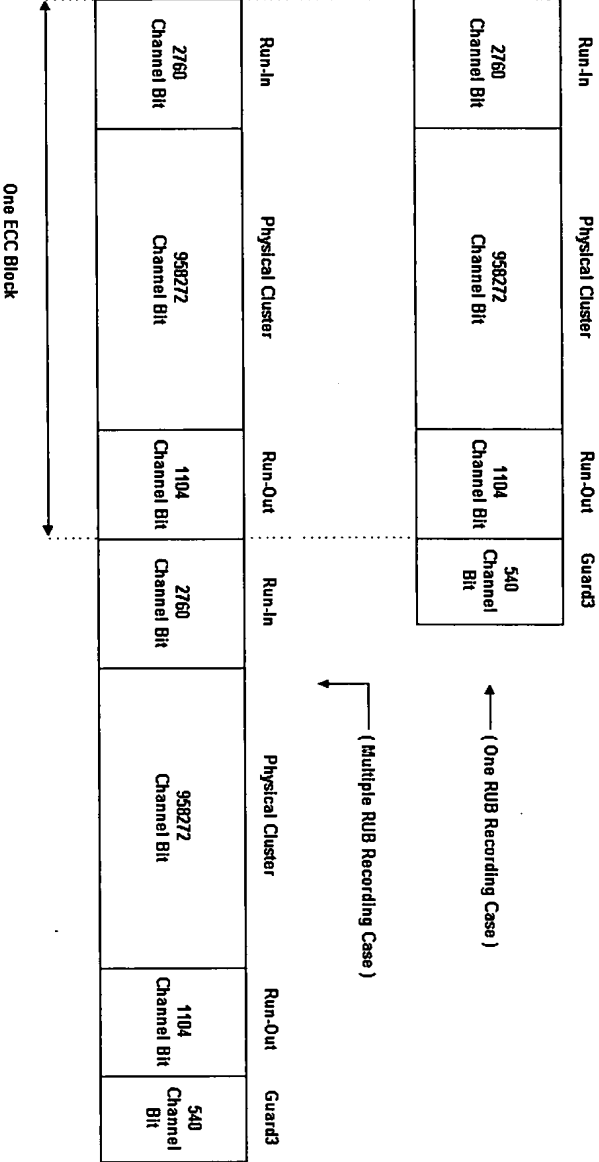 Run-In
Physical Cluster
Run-Out
Guard3
2760
Channel Bit
958272
Channel Bit
1104
Channel Bit
540
Channel
Bit
( One RUB Recording Case )
( Multiple RUB Recording Case )
Run-In
Physical Cluster
Run-Out
Run-In
Physical Cluster
Run-Out
Guard3
2760
Channel Bit
958272
Channel Bit
1104
Channel Bit
2760
Channel Bit
958272
Channel Bit
1104
Channel Bit
540
Channel
Bit
One ECC Block